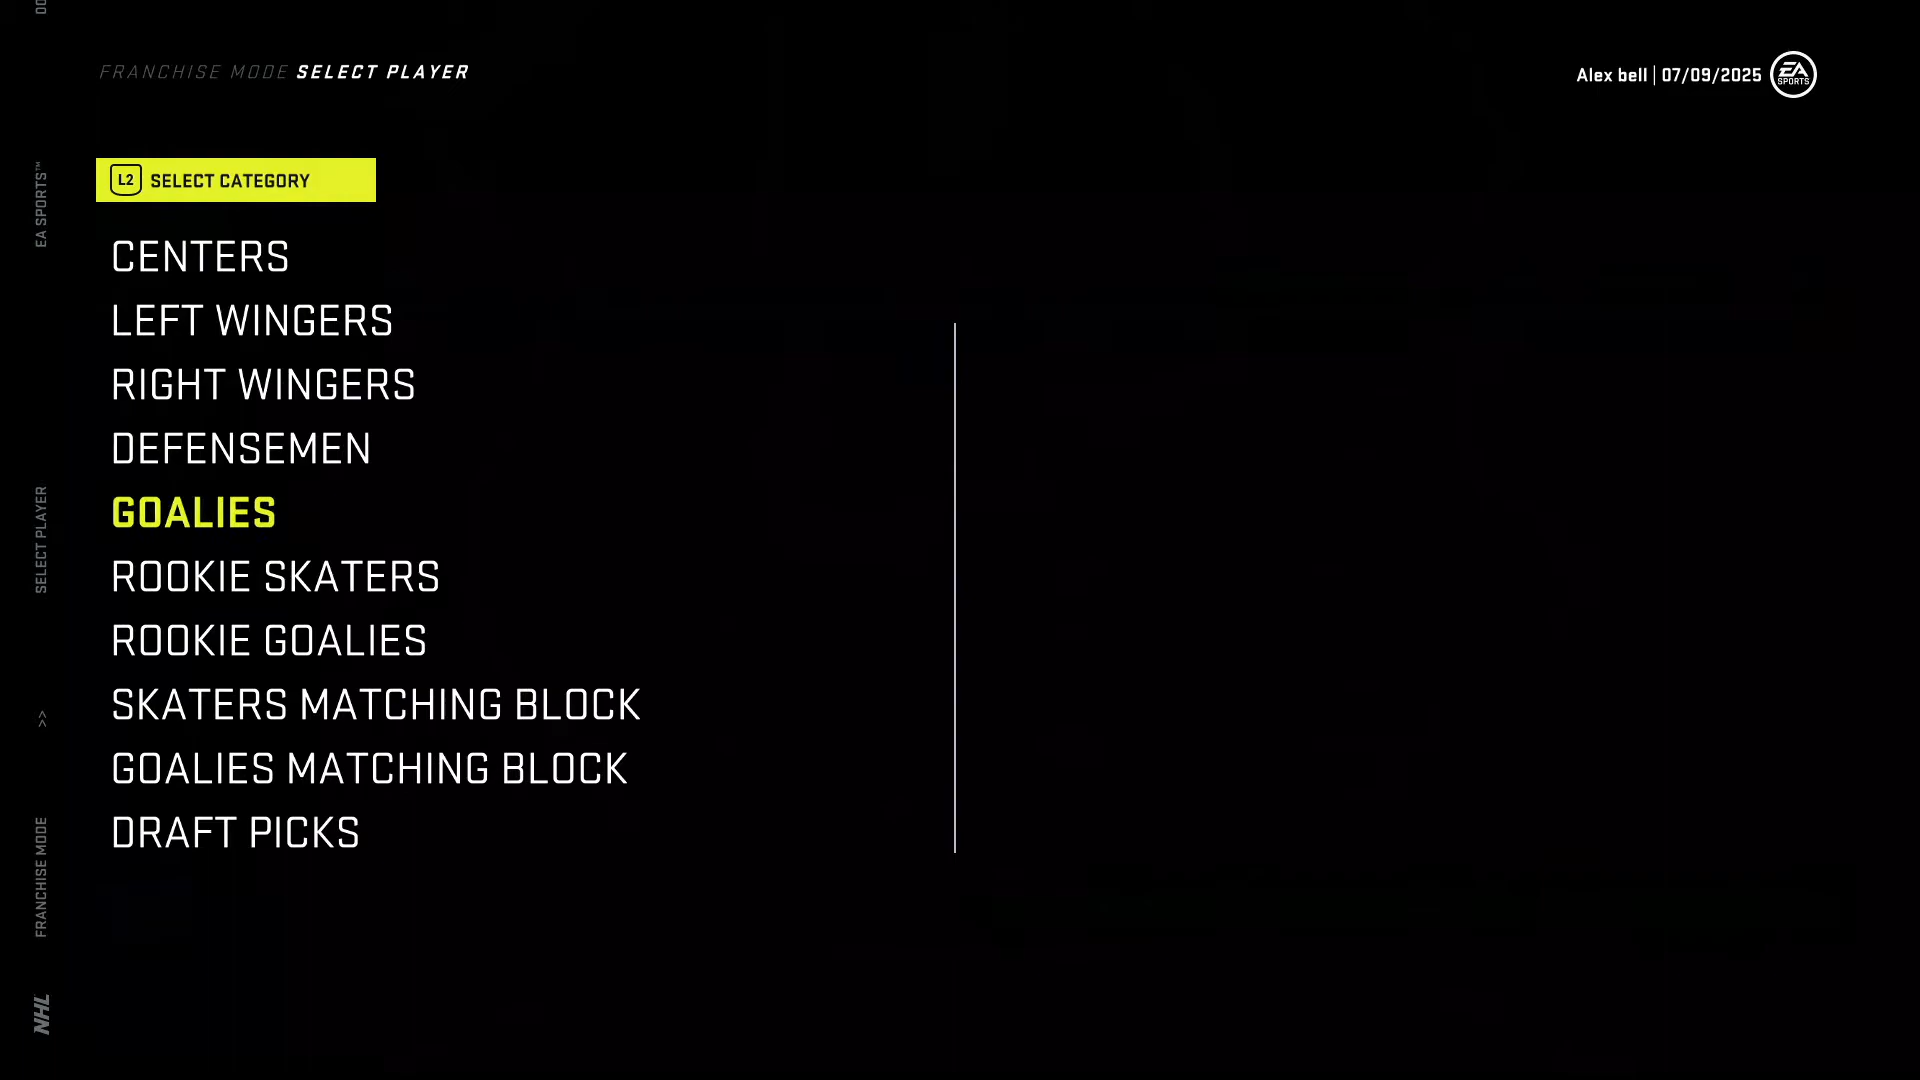 FRANCHISE MODE SELECT PLAYER
Alex bell | 07/09/2025
EA SPORTS
L2 SELECT CATEGORY
CENTERS
LEFT WINGERS
RIGHT WINGERS
DEFENSEMEN
GOALIES
ROOKIE SKATERS
ROOKIE GOALIES
SKATERS MATCHING BLOCK
GOALIES MATCHING BLOCK
DRAFT PICKS
NHL
FRANCHISE MODE
>>
SELECT PLAYER
EA SPORTS™